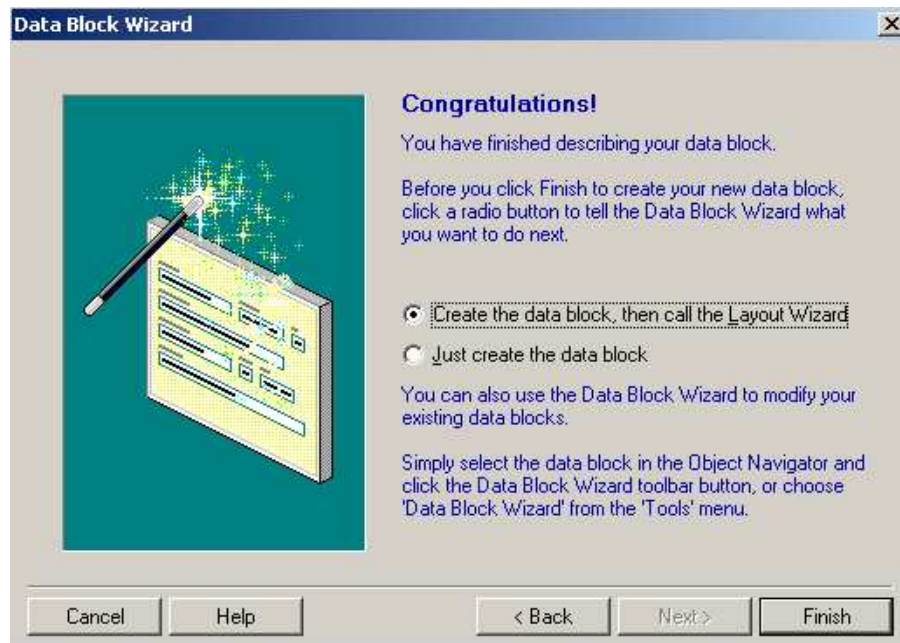 Data Block Wizard
Congratulations!
You have finished describing your data block.
Before you click Finish to create your new data block,
click a radio button to tell the Data Block Wizard what
you want to do next.
Create the data block, then call the Layout Wizard
Just create the data block
You can also use the Data Block Wizard to modify your
existing data blocks.
Simply select the data block in the Object Navigator and
click the Data Block Wizard toolbar button, or choose
'Data Block Wizard' from the 'Tools' menu.
Cancel
Help
< Back
Next >
Finish